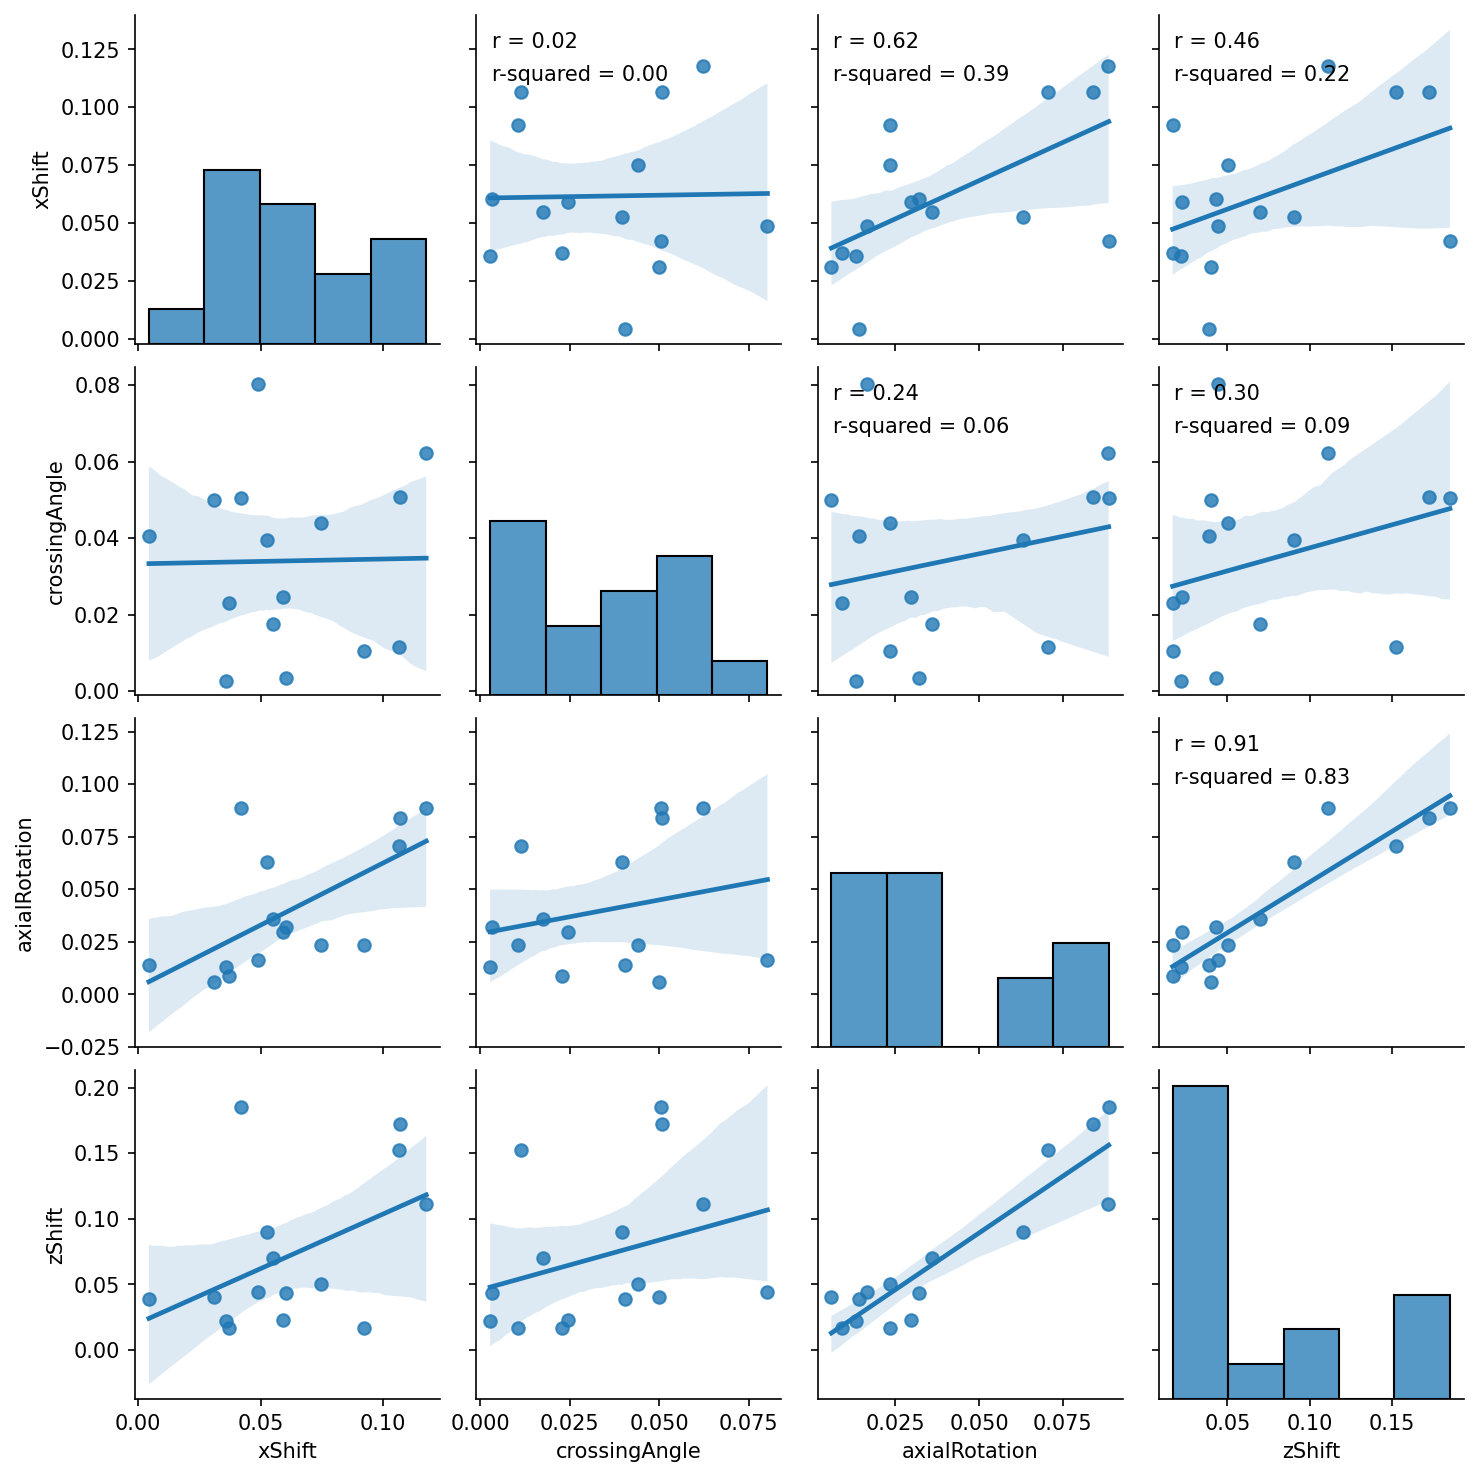 0.125
0.100
0.075
0.050
0.025
0.000
xShift
r = 0.02
r-squared = 0.00
r = 0.62
r-squared = 0.39
r = 0.46
r-squared = 0.22
0.08
0.06
0.04
0.02
0.00
crossingAngle
r = 0.24
r-squared = 0.06
r = 0.30
r-squared = 0.09
0.125
0.100
0.075
0.050
0.025
0.000
−0.025
axialRotation
r = 0.91
r-squared = 0.83
0.20
0.15
0.10
0.05
0.00
zShift
0.00 0.05 0.10
xShift
0.000 0.025 0.050 0.075
crossingAngle
0.025 0.050 0.075
axialRotation
0.05 0.10 0.15
zShift